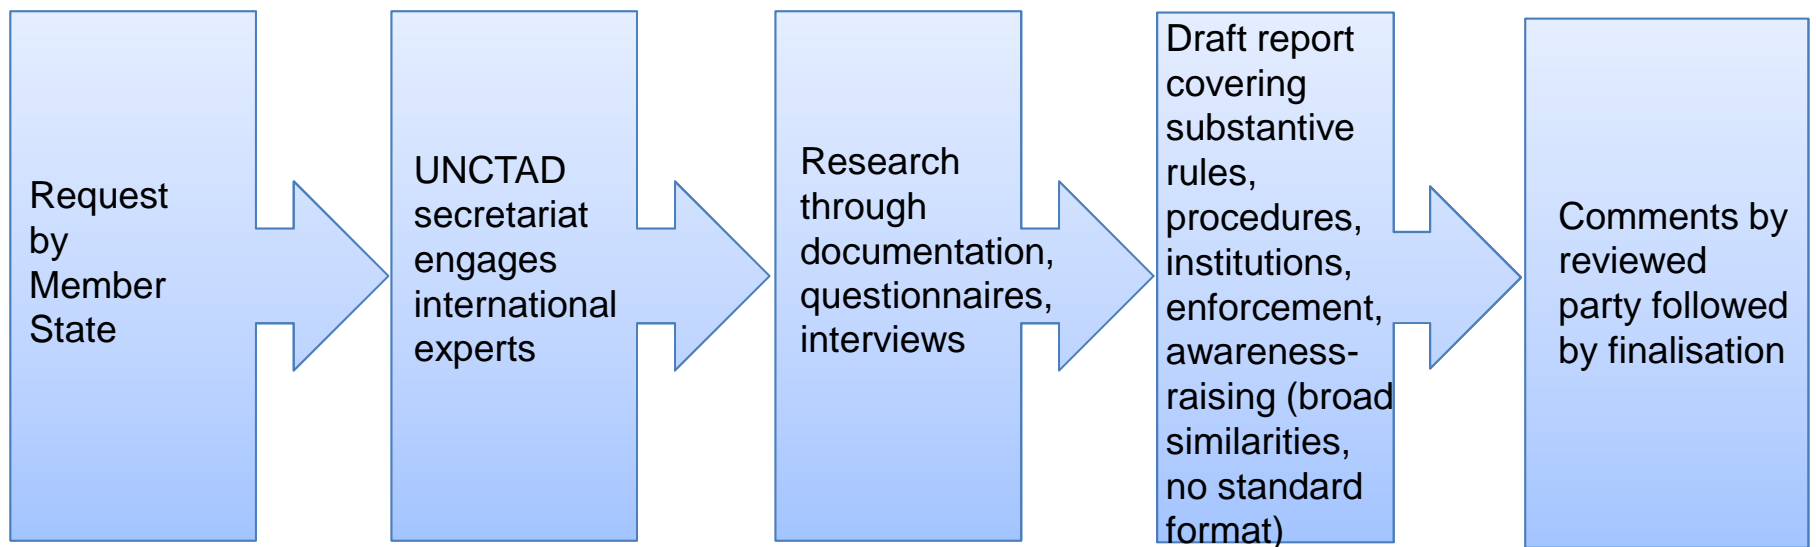 Request
by
Member
State
UNCTAD
secretariat
engages
international
experts
Research
through
documentation,
questionnaires,
interviews
Draft report
covering
substantive
rules,
procedures,
institutions,
enforcement,
awareness-
raising (broad
similarities,
no standard
format)
Comments by
reviewed
party followed
by finalisation